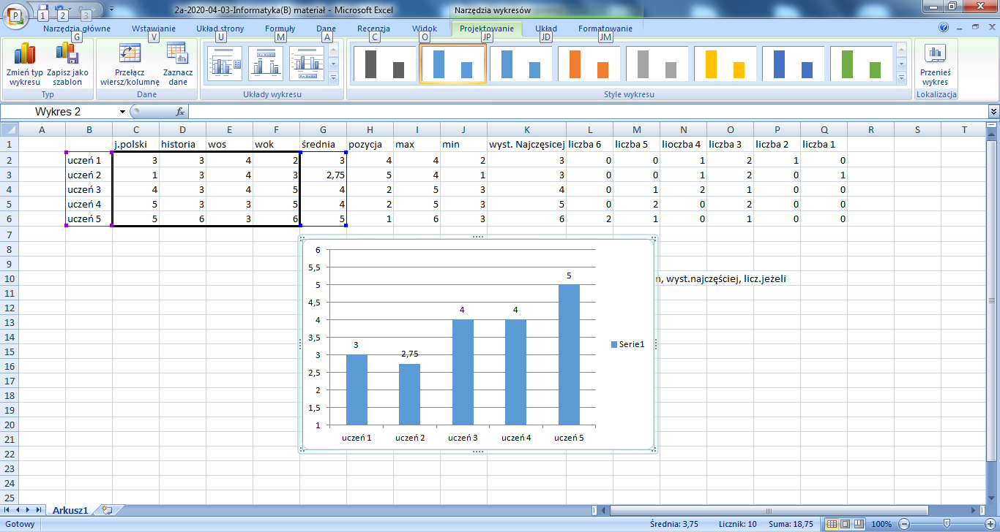 2a-2020-04-03-Informatyka(B) materiał - Microsoft Excel
Narzędzia wykresów
P 1 2 3
Narzędzia główne Wstawianie Układ strony Formuły Dane Recenzja Widok Projektowanie Układ Formatowanie
G V U M A C O JP JD JM
Zmień typ wykresu
Zapisz jako szablon
Przełącz wiersz/kolumnę
Zaznacz dane
Przenieś wykres
Typ Dane Układy wykresu Style wykresu Lokalizacja
Wykres 2 fx
A B C D E F G H I J K L M N O P Q R S T
1 j.polski historia wos wok średnia pozycja max min wyst. Najczęsicej liczba 6 liczba 5 lioczba 4 liczba 3 liczba 2 liczba 1
2 uczeń 1 3 3 4 2 3 4 4 2 3 0 0 1 2 1 0
3 uczeń 2 1 3 4 3 2,75 5 4 1 3 0 0 1 2 0 1
4 uczeń 3 4 3 4 5 4 2 5 3 4 0 1 2 1 0 0
5 uczeń 4 5 3 3 5 4 2 5 3 5 0 2 0 2 0 0
6 uczeń 5 5 6 3 6 5 1 6 3 6 2 1 0 1 0 0
7
8
9
10 n, wyst.najczęściej, licz.jeżeli
11
12
13
14
15
16
17
18
19
20
21
22
23
24
25
6
5,5
5
4,5
4
3,5
3
2,5
2
1,5
1
3 2,75 4 4 5
uczeń 1 uczeń 2 uczeń 3 uczeń 4 uczeń 5
Serie1
Arkusz1
Gotowy Średnia: 3,75 Licznik: 10 Suma: 18,75 100%